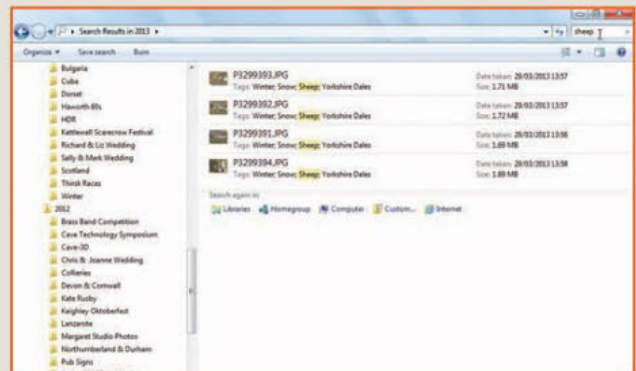 Search Results in 2013
sheep
Organize
Save search
Burn
Bulgaria
Cuba
Dorset
Haworth 80s
HDR
Kettlewell Scarecrow Festival
Richard & Liz Wedding
Sally & Mark Wedding
Scotland
Thirsk Races
Winter
2012
Brass Band Competition
Cave Technology Symposium
Cave-3D
Chris & Joanne Wedding
Collieries
Devon & Cornwall
Kate Rusby
Keighley Oktoberfest
Lanzarote
Margaret Studio Photos
Northumberland & Durham
Pub Signs
P3299393.JPG
Tags: Winter; Snow; Sheep; Yorkshire Dales
Date taken: 29/03/2013 13:57
Size: 1.71 MB
P3299392.JPG
Tags: Winter; Snow; Sheep; Yorkshire Dales
Date taken: 29/03/2013 13:57
Size: 1.72 MB
P3299391.JPG
Tags: Winter; Snow; Sheep; Yorkshire Dales
Date taken: 29/03/2013 13:56
Size: 1.69 MB
P3299394.JPG
Tags: Winter; Snow; Sheep; Yorkshire Dales
Date taken: 29/03/2013 13:58
Size: 1.89 MB
Search again in:
Libraries Homegroup Computer Custom... Internet